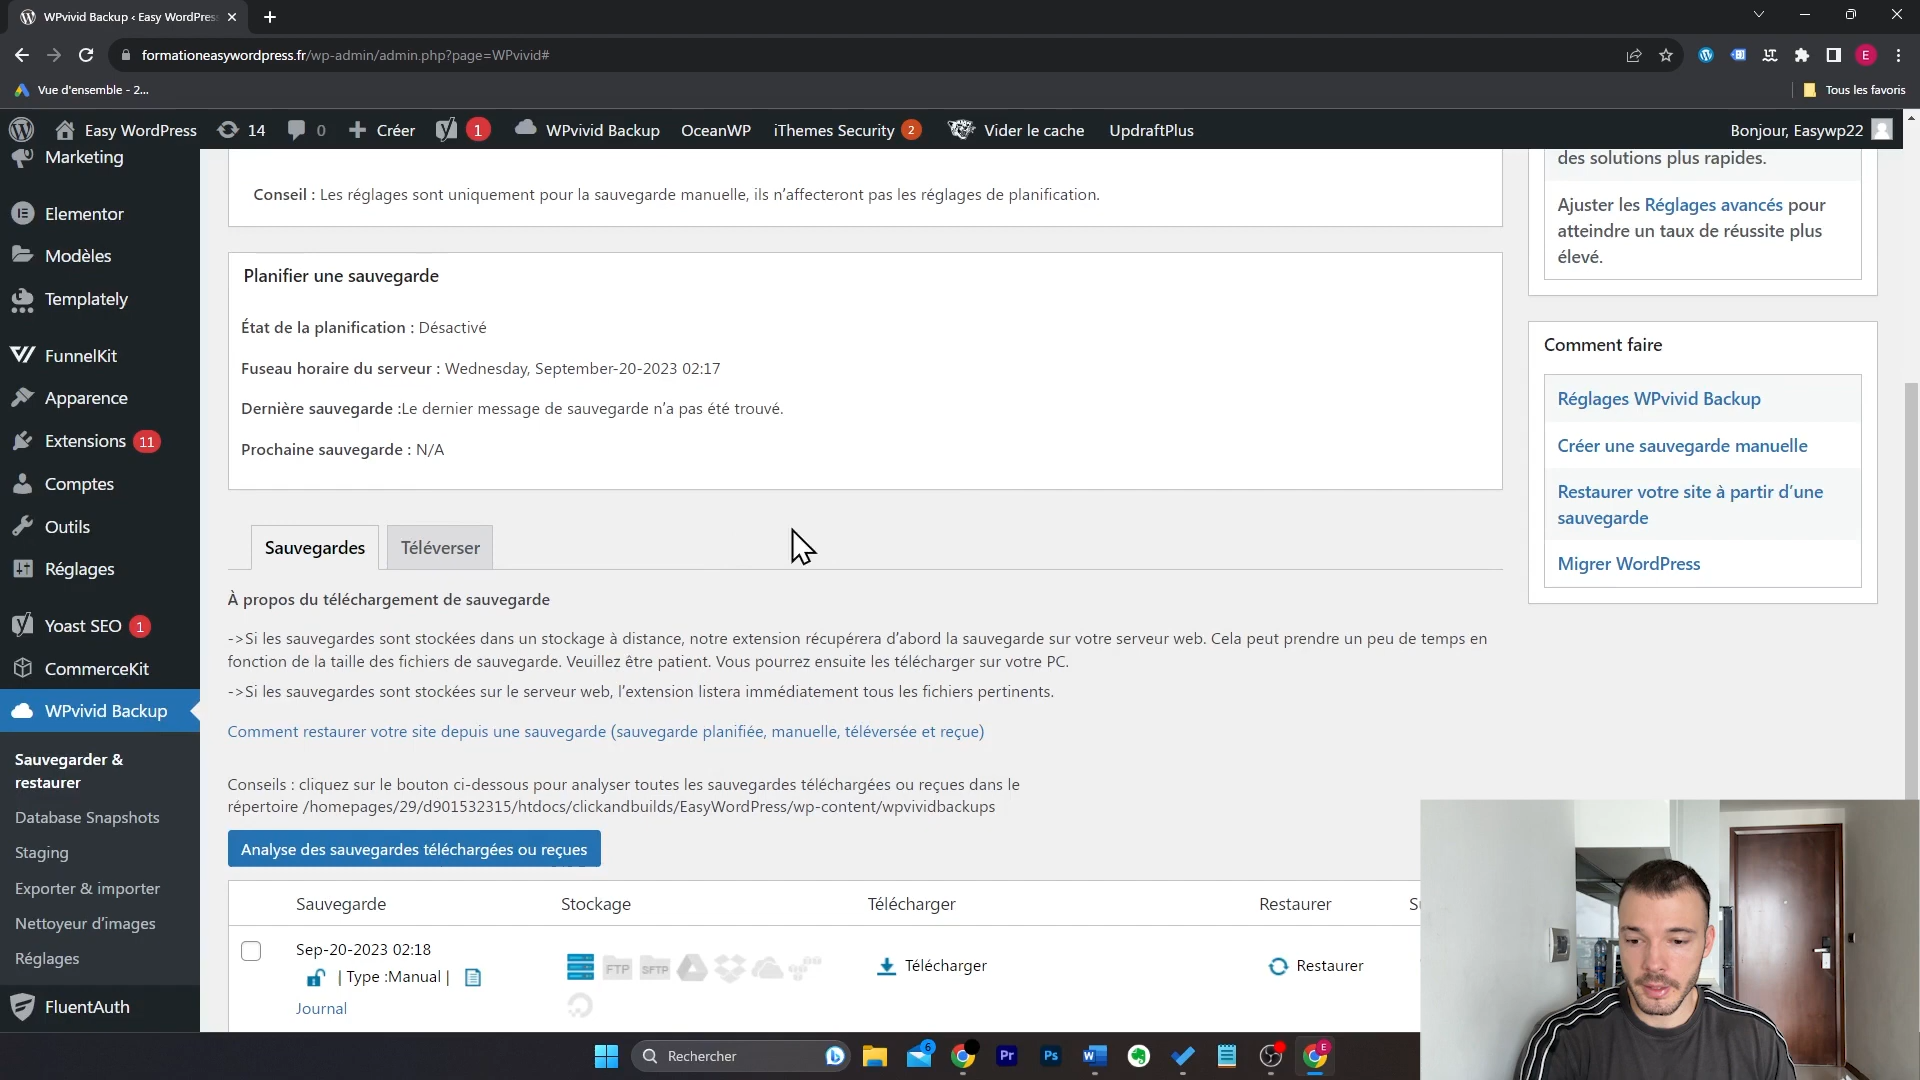 WPvivid Backup ‹ Easy WordPress
formationeasywordpress.fr/wp-admin/admin.php?page=WPvivid#
E
Vue d'ensemble - 2...
Tous les favoris
Easy WordPress
14
0
Créer
1
WPvivid Backup
OceanWP
iThemes Security 2
Vider le cache
UpdraftPlus
Bonjour, Easywp22
Marketing
Elementor
Modèles
Templately
FunnelKit
Apparence
Extensions 11
Comptes
Outils
Réglages
Yoast SEO 1
CommerceKit
WPvivid Backup
Sauvegarder &
restaurer
Database Snapshots
Staging
Exporter & importer
Nettoyeur d'images
Réglages
FluentAuth
Conseil : Les réglages sont uniquement pour la sauvegarde manuelle, ils n’affecteront pas les réglages de planification.
Planifier une sauvegarde
État de la planification : Désactivé
Fuseau horaire du serveur : Wednesday, September-20-2023 02:17
Dernière sauvegarde :Le dernier message de sauvegarde n’a pas été trouvé.
Prochaine sauvegarde : N/A
Sauvegardes
Téléverser
À propos du téléchargement de sauvegarde
->Si les sauvegardes sont stockées dans un stockage à distance, notre extension récupérera d’abord la sauvegarde sur votre serveur web. Cela peut prendre un peu de temps en
fonction de la taille des fichiers de sauvegarde. Veuillez être patient. Vous pourrez ensuite les télécharger sur votre PC.
->Si les sauvegardes sont stockées sur le serveur web, l’extension listera immédiatement tous les fichiers pertinents.
Comment restaurer votre site depuis une sauvegarde (sauvegarde planifiée, manuelle, téléversée et reçue)
Conseils : cliquez sur le bouton ci-dessous pour analyser toutes les sauvegardes téléchargées ou reçues dans le
répertoire /homepages/29/d901532315/htdocs/clickandbuilds/EasyWordPress/wp-content/wpvividbackups
Analyse des sauvegardes téléchargées ou reçues
Sauvegarde
Stockage
Télécharger
Restaurer
Sep-20-2023 02:18
| Type :Manual |
Journal
FTP
SFTP
Télécharger
Restaurer
des solutions plus rapides.
Ajuster les Réglages avancés pour
atteindre un taux de réussite plus
élevé.
Comment faire
Réglages WPvivid Backup
Créer une sauvegarde manuelle
Restaurer votre site à partir d’une
sauvegarde
Migrer WordPress
Rechercher
6
Pr
Ps
E